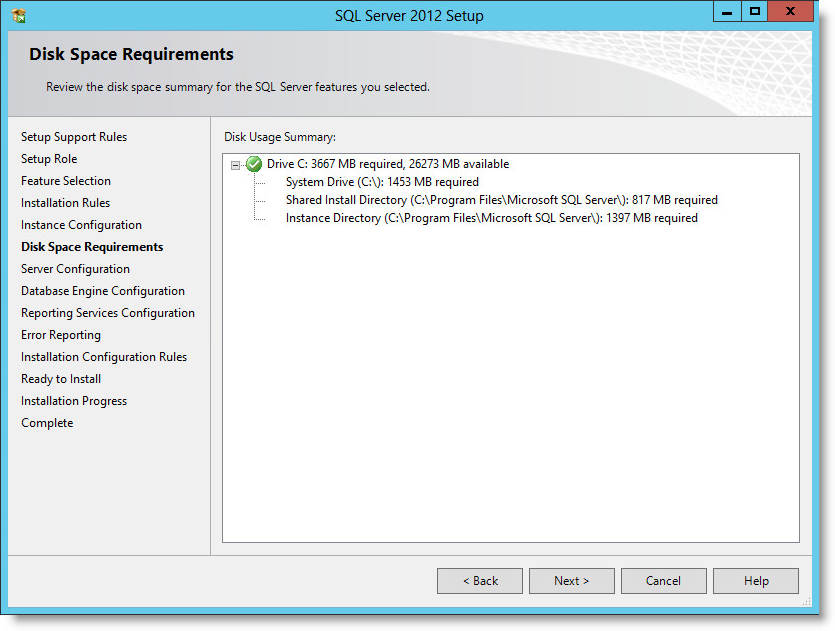 SQL Server 2012 Setup
Disk Space Requirements
Review the disk space summary for the SQL Server features you selected.
Setup Support Rules
Setup Role
Feature Selection
Installation Rules
Instance Configuration
Disk Space Requirements
Server Configuration
Database Engine Configuration
Reporting Services Configuration
Error Reporting
Installation Configuration Rules
Ready to Install
Installation Progress
Complete
Disk Usage Summary:
Drive C: 3667 MB required, 26273 MB available
System Drive (C:\): 1453 MB required
Shared Install Directory (C:\Program Files\Microsoft SQL Server\): 817 MB required
Instance Directory (C:\Program Files\Microsoft SQL Server\): 1397 MB required
< Back
Next >
Cancel
Help